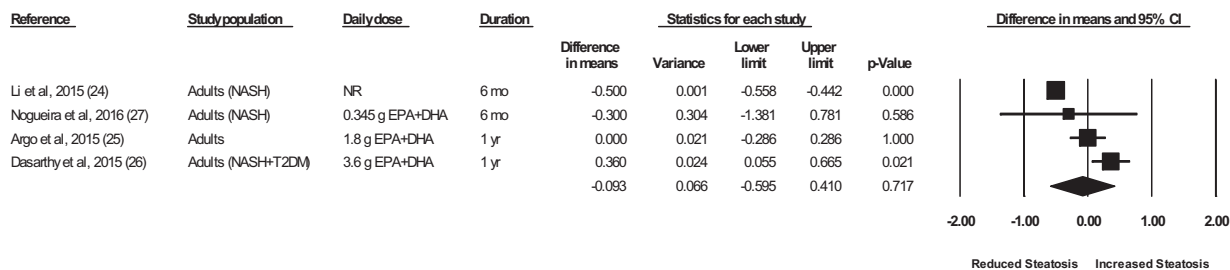 Reference Study population Daily dose Duration Statistics for each study Difference in means and 95% CI
Difference in means Variance Lower limit Upper limit p-Value
Li et al, 2015 (24) Adults (NASH) NR 6 mo -0.500 0.001 -0.558 -0.442 0.000
Nogueira et al, 2016 (27) Adults (NASH) 0.345 g EPA+DHA 6 mo -0.300 0.304 -1.381 0.781 0.586
Argo et al, 2015 (25) Adults 1.8 g EPA+DHA 1 yr 0.000 0.021 -0.286 0.286 1.000
Dasarthy et al, 2015 (26) Adults (NASH+T2DM) 3.6 g EPA+DHA 1 yr 0.360 0.024 0.055 0.665 0.021
-0.093 0.066 -0.595 0.410 0.717
-2.00 -1.00 0.00 1.00 2.00
Reduced Steatosis Increased Steatosis